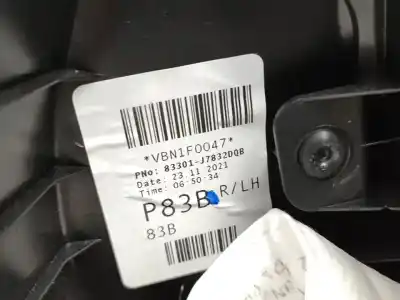 *VBN1F0047*
PNo: 83301-J7832DQB
Date: 23.11 2021
Time: 06:50:34
P83B R/LH
83B